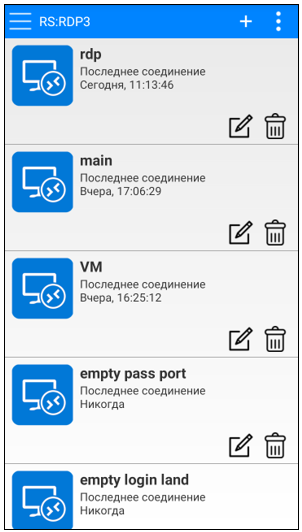 RS:RDP3
rdp
Последнее соединение
Сегодня, 11:13:46
main
Последнее соединение
Вчера, 17:06:29
VM
Последнее соединение
Вчера, 16:25:12
empty pass port
Последнее соединение
Никогда
empty login land
Последнее соединение
Никогда